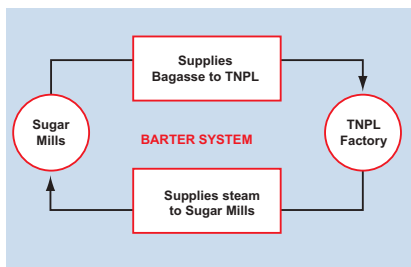 Supplies
Bagasse to TNPL
Sugar
Mills
BARTER SYSTEM
TNPL
Factory
Supplies steam
to Sugar Mills